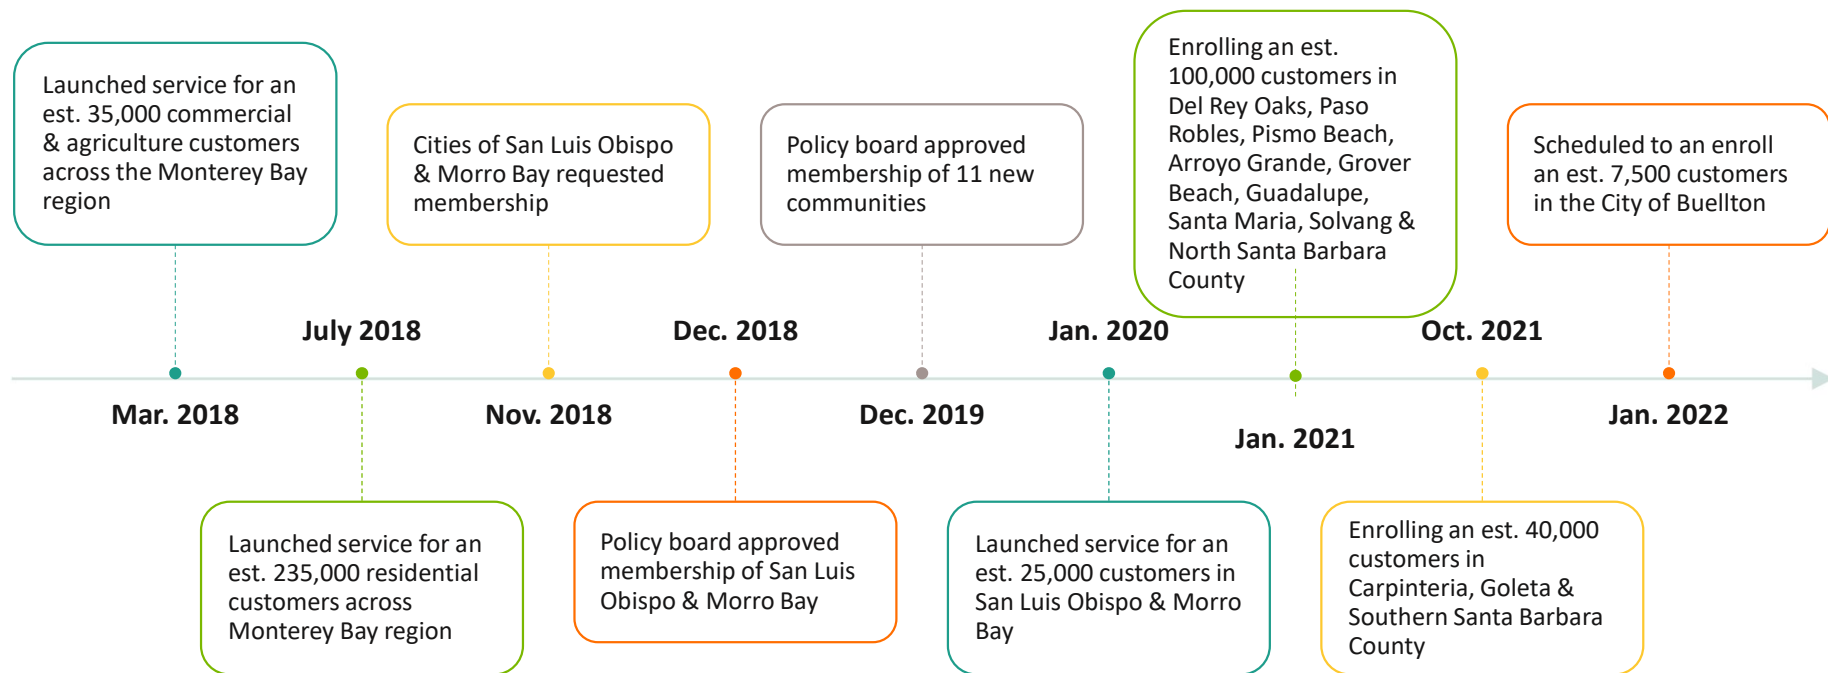 Launched service for an
est. 35,000 commercial
& agriculture customers
across the Monterey Bay
region
Mar. 2018
July 2018
Launched service for an
est. 235,000 residential
customers across
Monterey Bay region
Cities of San Luis Obispo
& Morro Bay requested
membership
Nov. 2018
Dec. 2018
Policy board approved
membership of San Luis
Obispo & Morro Bay
Policy board approved
membership of 11 new
communities
Dec. 2019
Jan. 2020
Launched service for an
est. 25,000 customers in
San Luis Obispo & Morro
Bay
Enrolling an est.
100,000 customers in
Del Rey Oaks, Paso
Robles, Pismo Beach,
Arroyo Grande, Grover
Beach, Guadalupe,
Santa Maria, Solvang &
North Santa Barbara
County
Jan. 2021
Oct. 2021
Enrolling an est. 40,000
customers in
Carpinteria, Goleta &
Southern Santa Barbara
County
Scheduled to an enroll
an est. 7,500 customers
in the City of Buellton
Jan. 2022